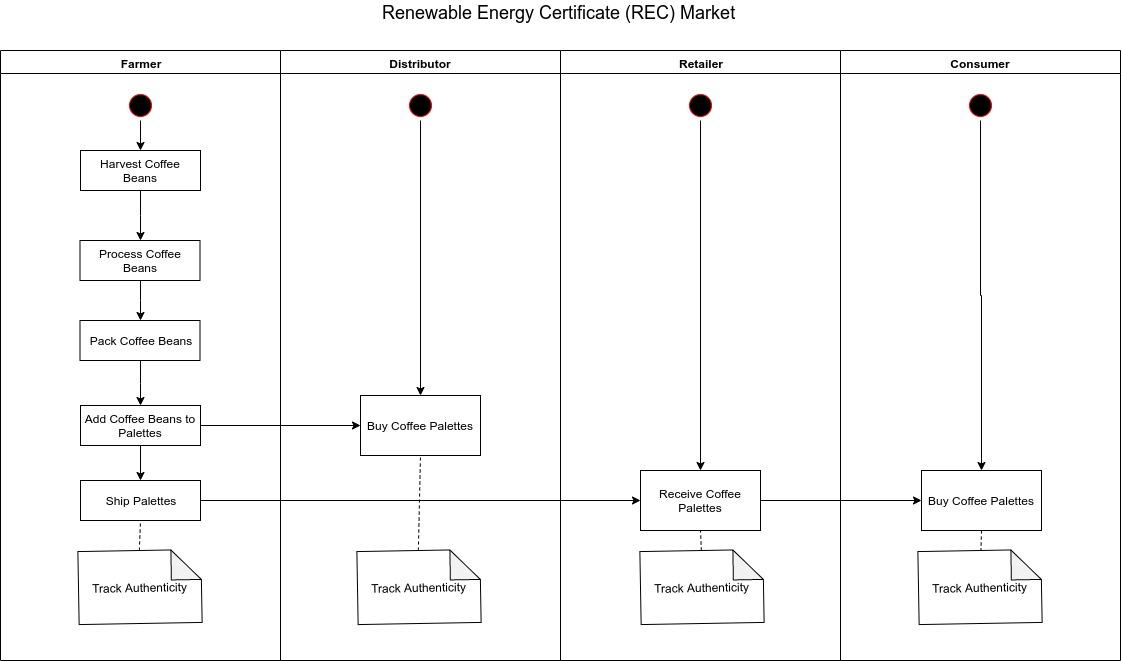 Renewable Energy Certificate (REC) Market
Farmer
Distributor
Retailer
Consumer
Harvest Coffee
Beans
Process Coffee
Beans
Pack Coffee Beans
Add Coffee Beans to
Palettes
Buy Coffee Palettes
Ship Palettes
Receive Coffee
Palettes
Buy Coffee Palettes
Track Authenticity
Track Authenticity
Track Authenticity
Track Authenticity